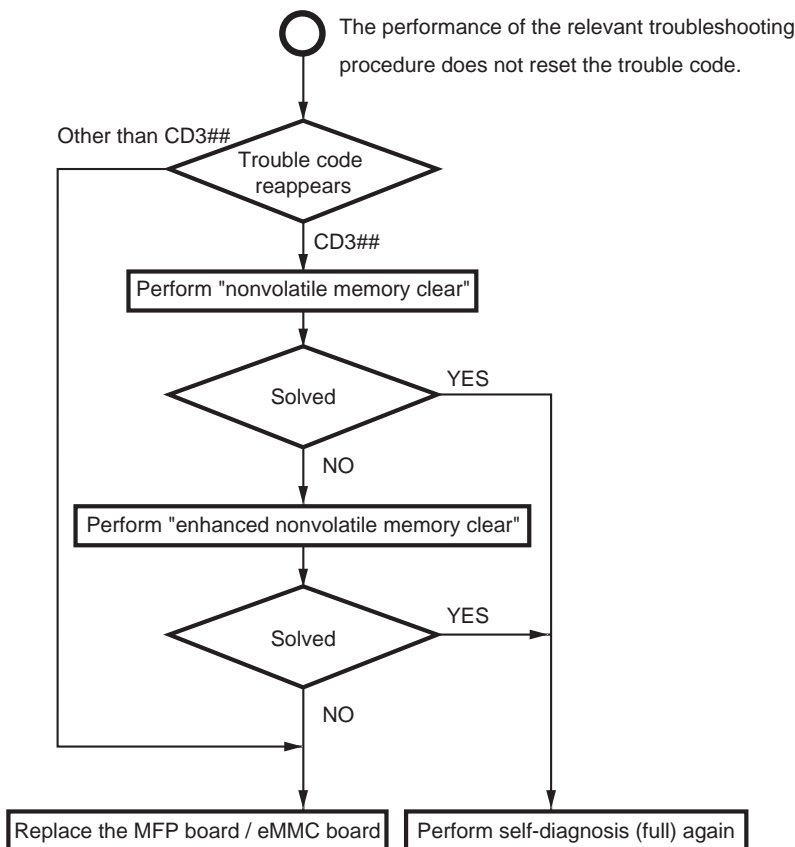 The performance of the relevant troubleshooting
procedure does not reset the trouble code.
Other than CD3##
Trouble code
reappears
CD3##
Perform "nonvolatile memory clear"
Solved
YES
NO
Perform "enhanced nonvolatile memory clear"
Solved
YES
NO
Replace the MFP board / eMMC board
Perform self-diagnosis (full) again